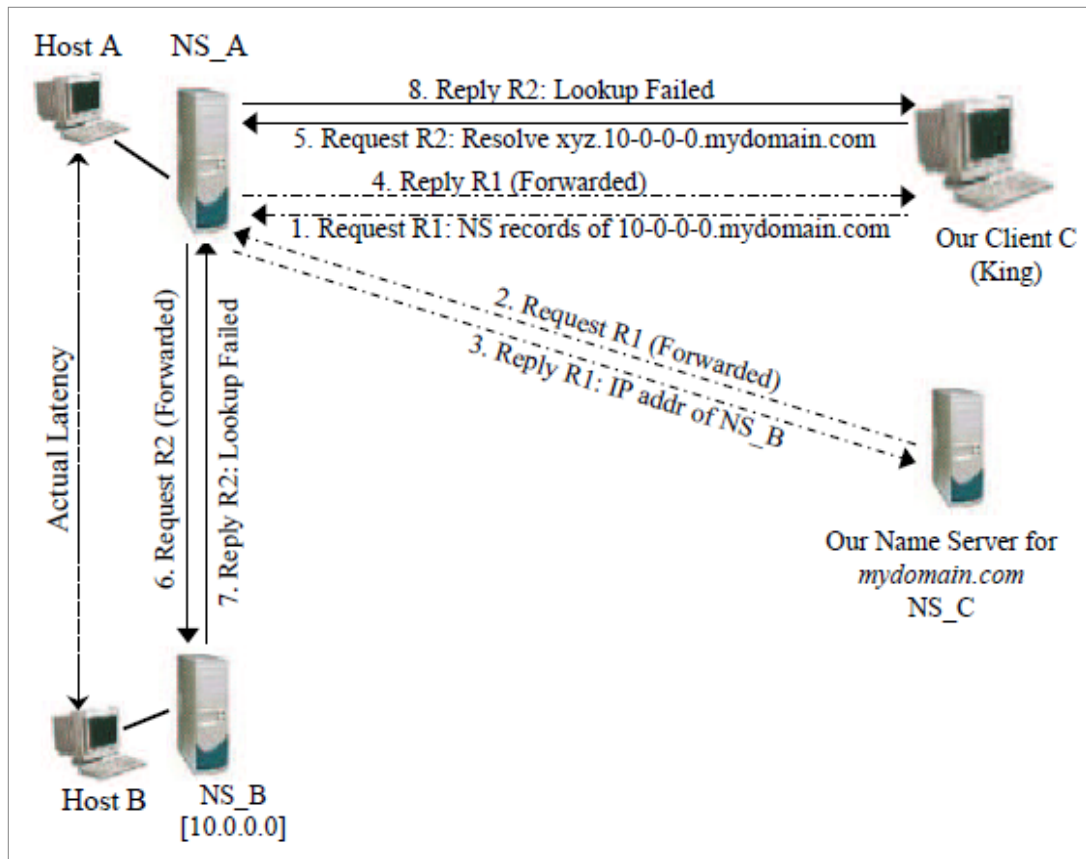 Host A
NS_A
8. Reply R2: Lookup Failed
5. Request R2: Resolve xyz.10-0-0-0.mydomain.com
4. Reply R1 (Forwarded)
1. Request R1: NS records of 10-0-0-0.mydomain.com
Our Client C
(King)
2. Request R1 (Forwarded)
3. Reply R1: IP addr of NS_B
Actual Latency
6. Request R2 (Forwarded)
7. Reply R2: Lookup Failed
Our Name Server for
mydomain.com
NS_C
Host B
NS_B
[10.0.0.0]